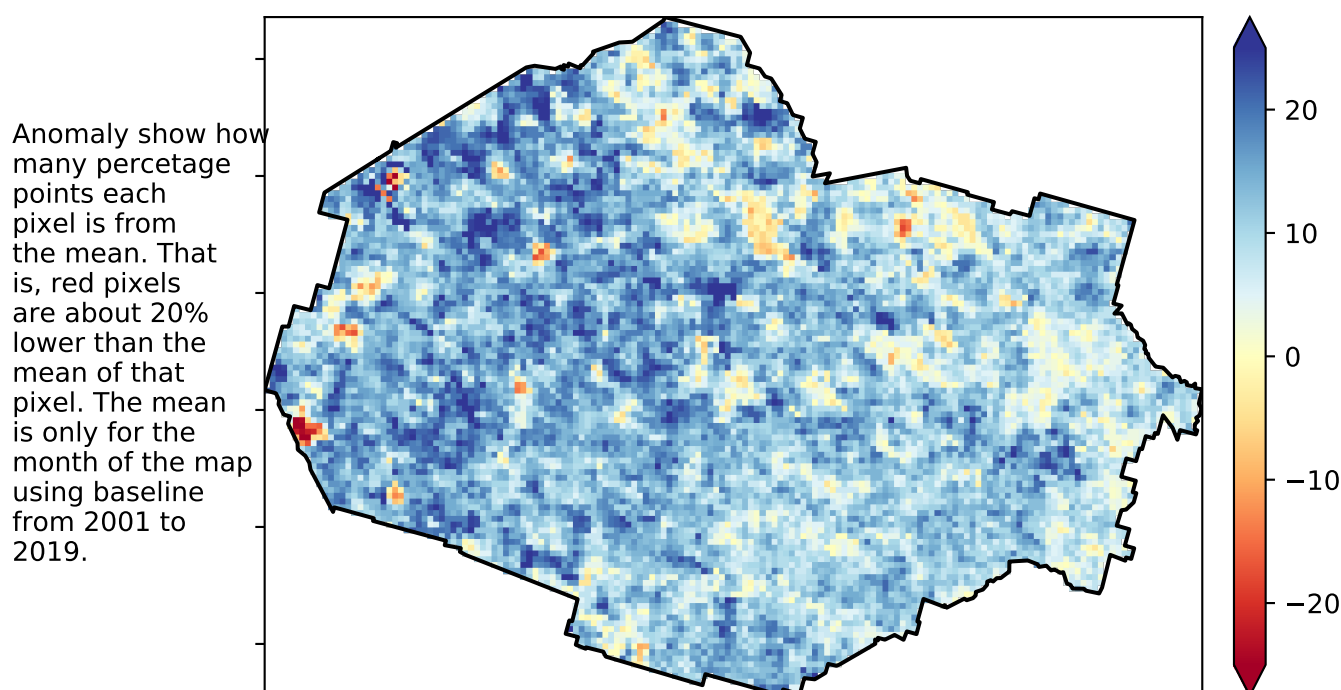 Anomaly show how
many percetage
points each
pixel is from
the mean. That
is, red pixels
are about 20%
lower than the
mean of that
pixel. The mean
is only for the
month of the map
using baseline
from 2001 to
2019.
20
10
0
−10
−20